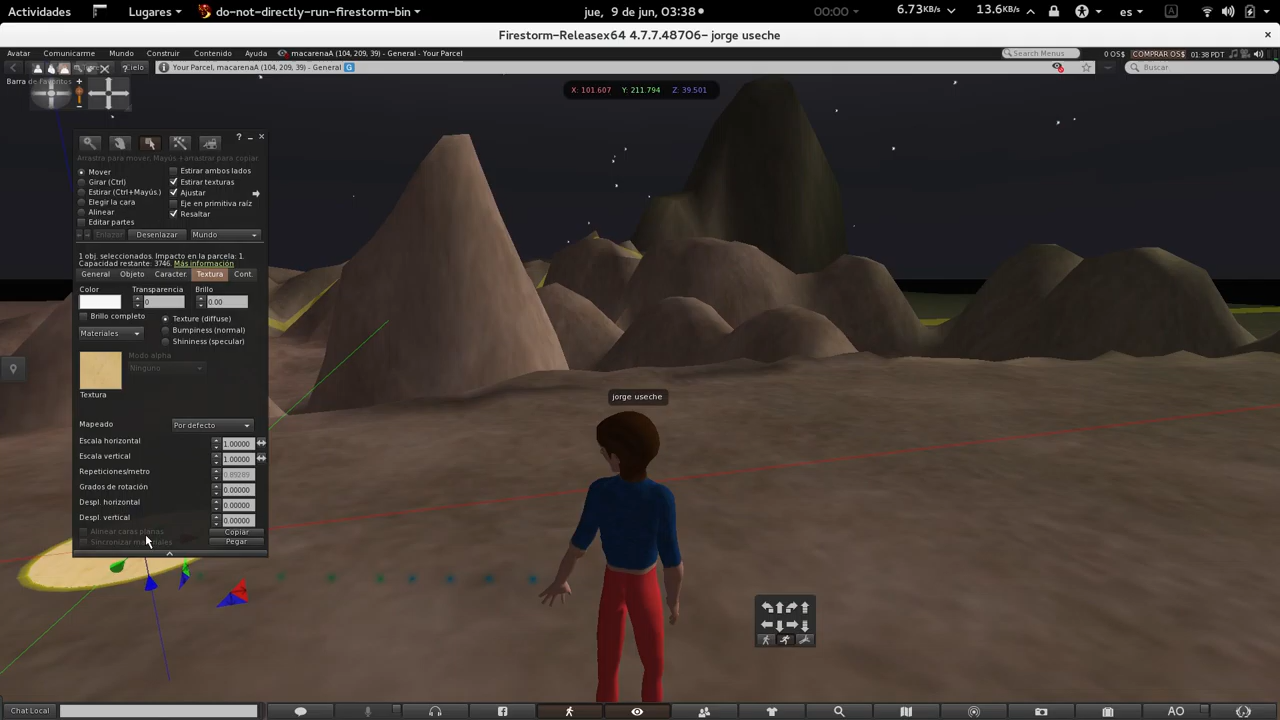 Actividades
Lugares
do-not-directly-run-firestorm-bin
jue, 9 de jun, 03:38
00:00
6.73KB/s
13.6KB/s
es
A
Firestorm-Releasex64 4.7.7.48706- jorge useche
×
Avatar Comunicarme Mundo Construir Contenido Ayuda
macarenaA (104, 209, 39) - General - Your Parcel
Search Menus
0 OS$
COMPRAR OS$
01:38 PDT
Cielo
Your Parcel, macarenaA (104, 209, 39) - General G
Buscar
Barra de favoritos
X: 101.607 Y: 211.794 Z: 39.501
Arrastra para mover, Mayús.+arrastrar para copiar.
Mover
Girar (Ctrl)
Estirar (Ctrl+Mayús.)
Elegir la cara
Alinear
Editar partes
Estirar ambos lados
Estirar texturas
Ajustar
Eje en primitiva raíz
Resaltar
Enlazar
Desenlazar
Mundo
1 obj. seleccionados. Impacto en la parcela: 1.
Capacidad restante: 3746. Más información
General Objeto Caracter. Textura Cont.
Color Transparencia Brillo
0 0.00
Brillo completo
Materiales
Texture (diffuse)
Bumpiness (normal)
Shininess (specular)
Modo alpha
Ninguno
Textura
Mapeado Por defecto
Escala horizontal 1.00000
Escala vertical 1.00000
Repeticiones/metro 0.89289
Grados de rotación 0.00000
Despl. horizontal 0.00000
Despl. vertical 0.00000
Alinear caras planas Copiar
Sincronizar materiales Pegar
jorge useche
Chat Local
AO